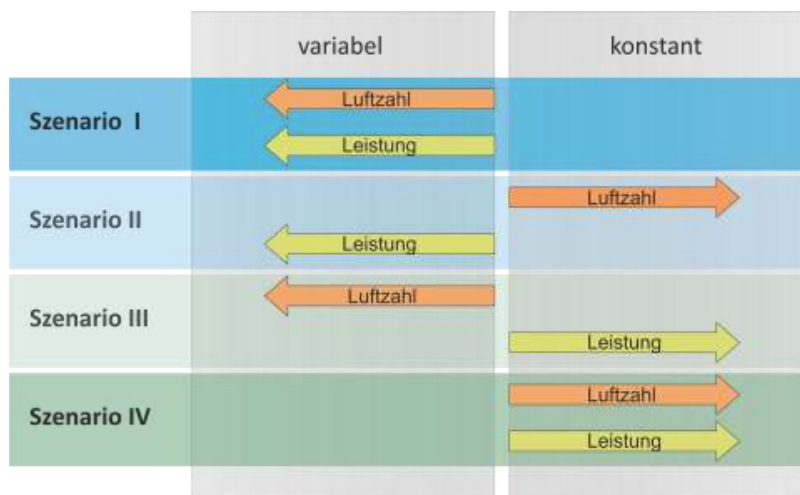 variabel konstant
Luftzahl
Szenario I
Leistung
Luftzahl
Szenario II
Leistung
Luftzahl
Szenario III
Leistung
Luftzahl
Szenario IV
Leistung